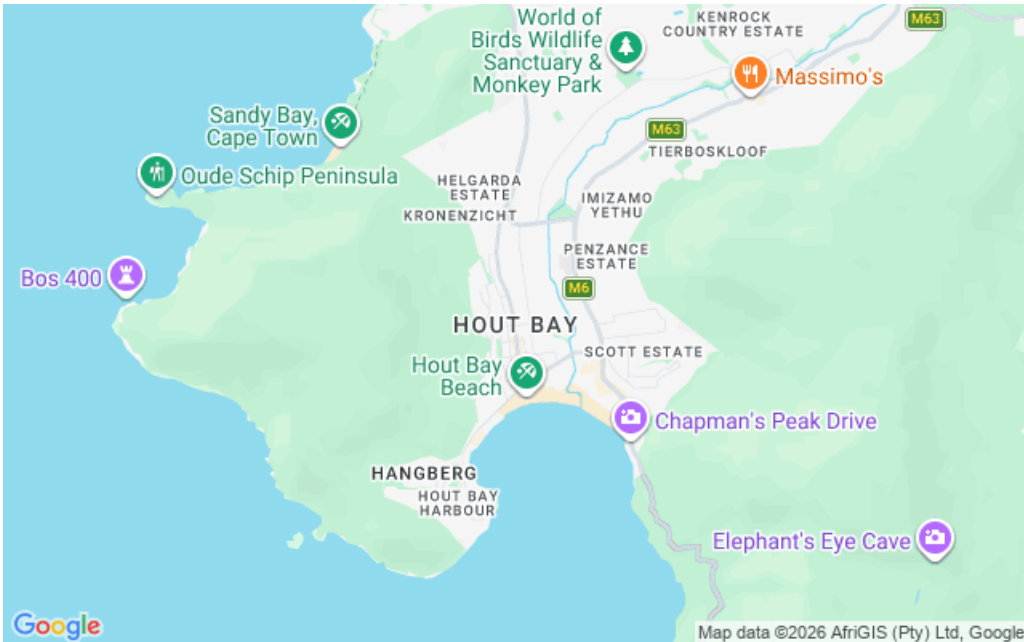 World of
Birds Wildlife
Sanctuary &
Monkey Park
KENROCK
COUNTRY ESTATE
M63
Massimo's
Sandy Bay,
Cape Town
M63
TIERBOSKLOOF
Oude Schip Peninsula
HELGARDA
ESTATE
KRONENZICHT
IMIZAMO
YETHU
PENZANCE
ESTATE
Bos 400
M6
HOUT BAY
SCOTT ESTATE
Hout Bay
Beach
Chapman's Peak Drive
HANGBERG
HOUT BAY
HARBOUR
Elephant's Eye Cave
Google
Map data ©2026 AfriGIS (Pty) Ltd, Google